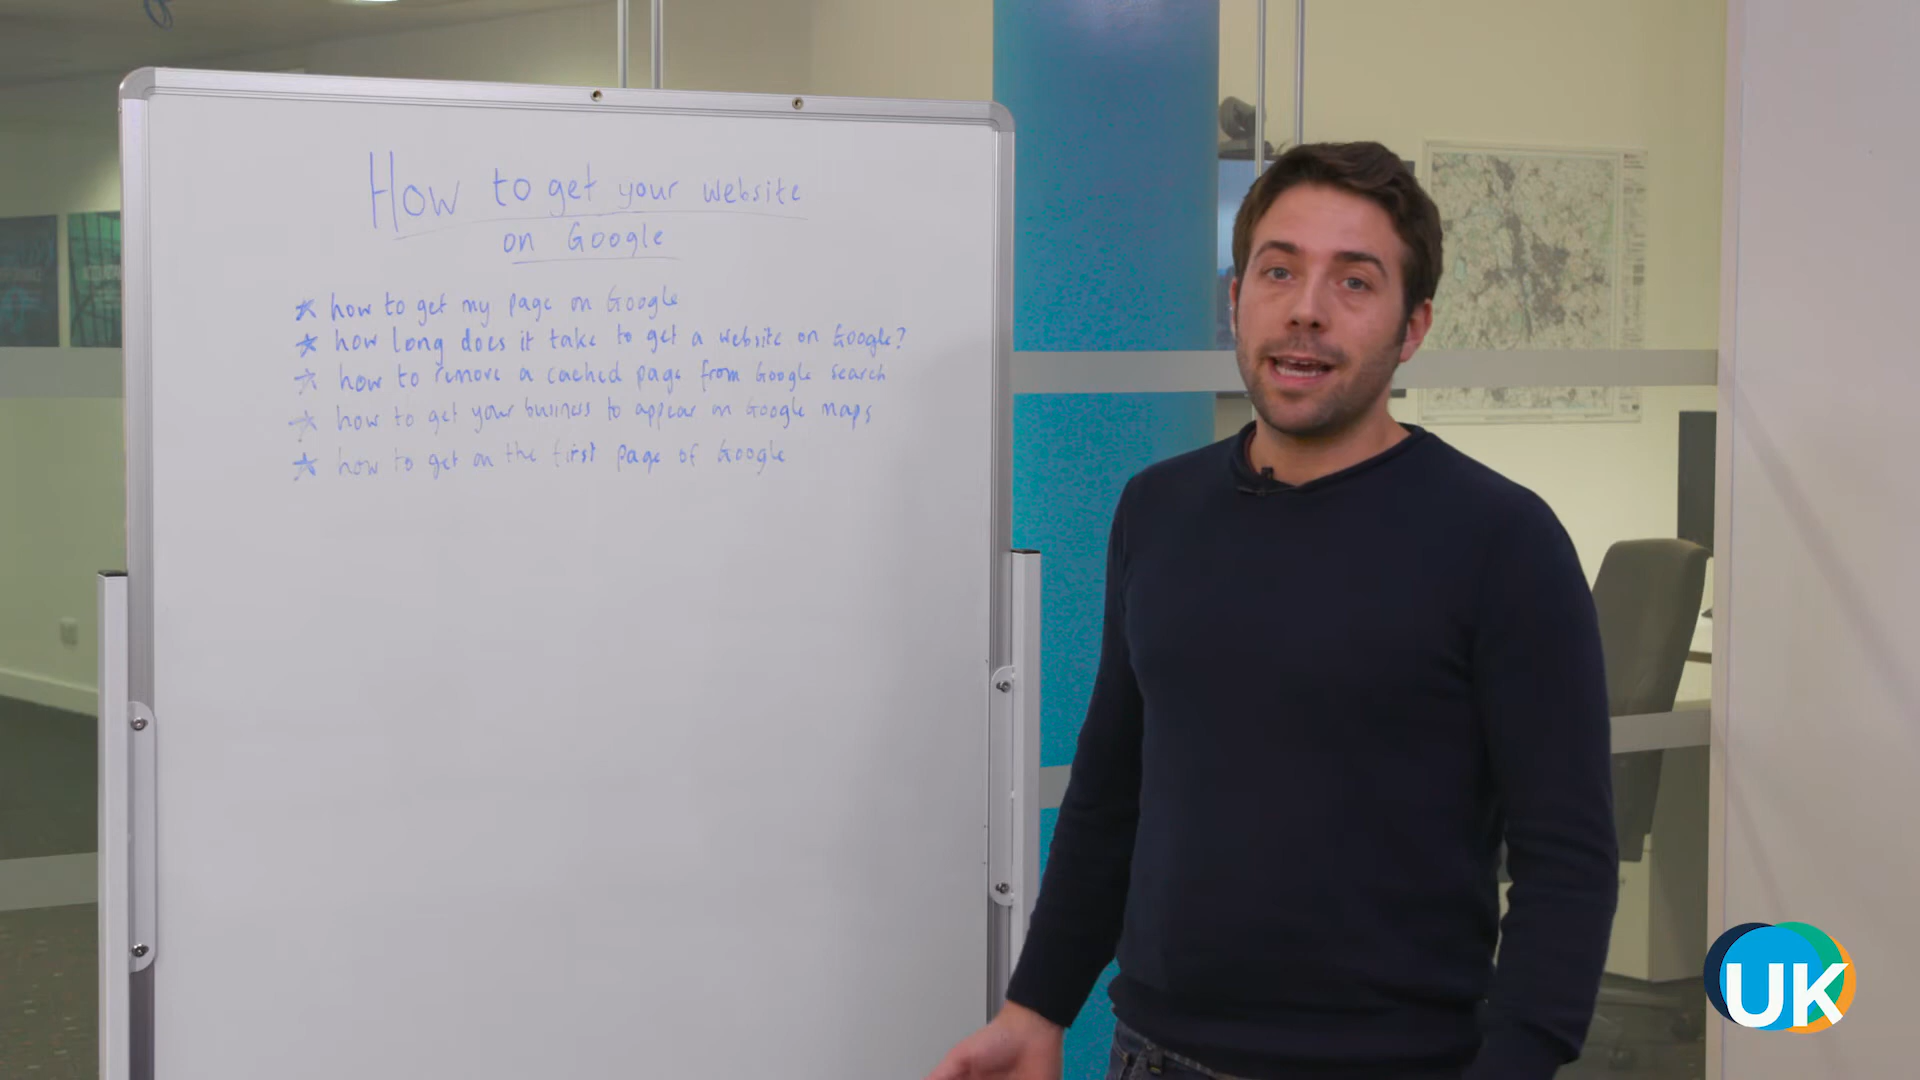 How to get your website
on Google
how to get my page on Google
how long does it take to get a website on Google?
how to remove a cached page from Google search
how to get your business to appear on Google maps
how to get on the first page of Google
UK